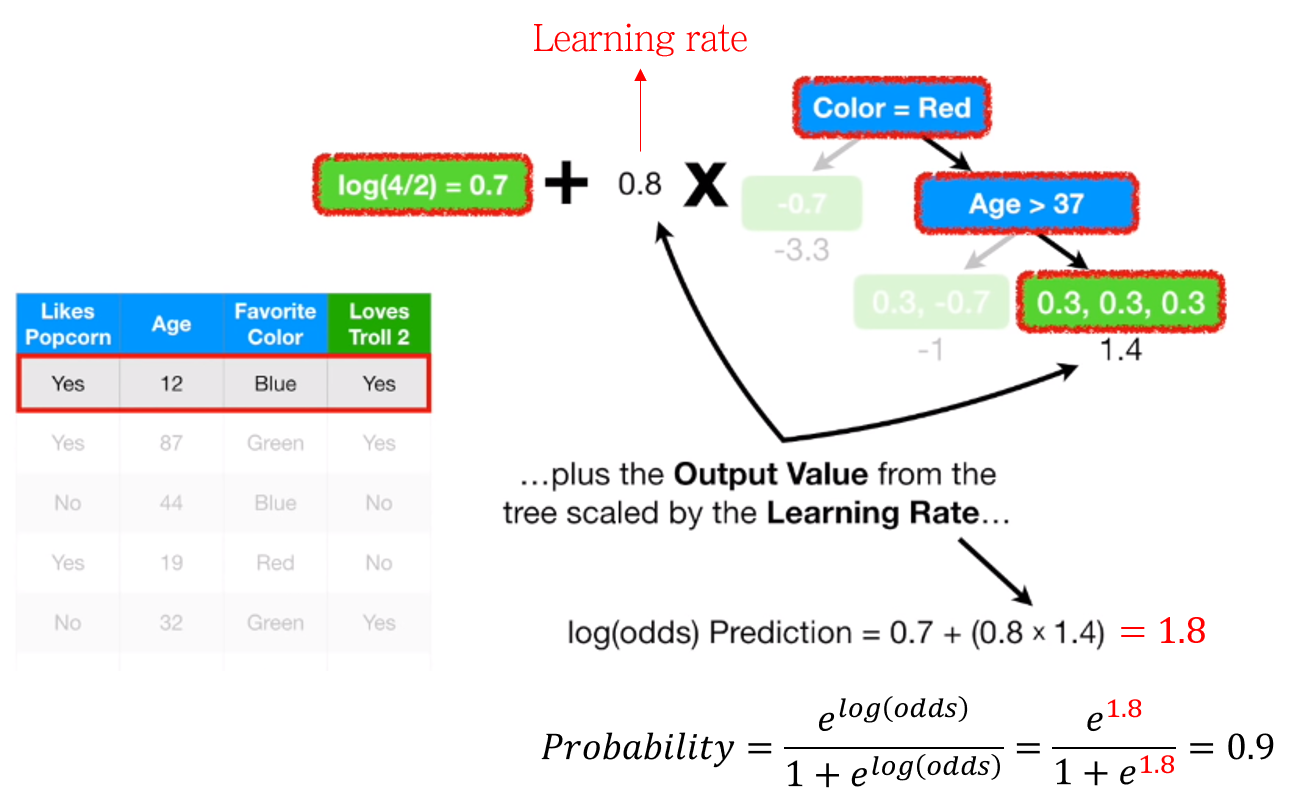 Learning rate
Color = Red
log(4/2) = 0.7 + 0.8 X
-0.7
-3.3
Age > 37
0.3, -0.7
-1
0.3, 0.3, 0.3
1.4
Likes Popcorn Age Favorite Color Loves Troll 2
Yes 12 Blue Yes
Yes 87 Green Yes
No 44 Blue No
Yes 19 Red No
No 32 Green Yes
…plus the Output Value from the
tree scaled by the Learning Rate…
log(odds) Prediction = 0.7 + (0.8 × 1.4) = 1.8
Probability = e^log(odds) / (1 + e^log(odds)) = e^1.8 / (1 + e^1.8) = 0.9